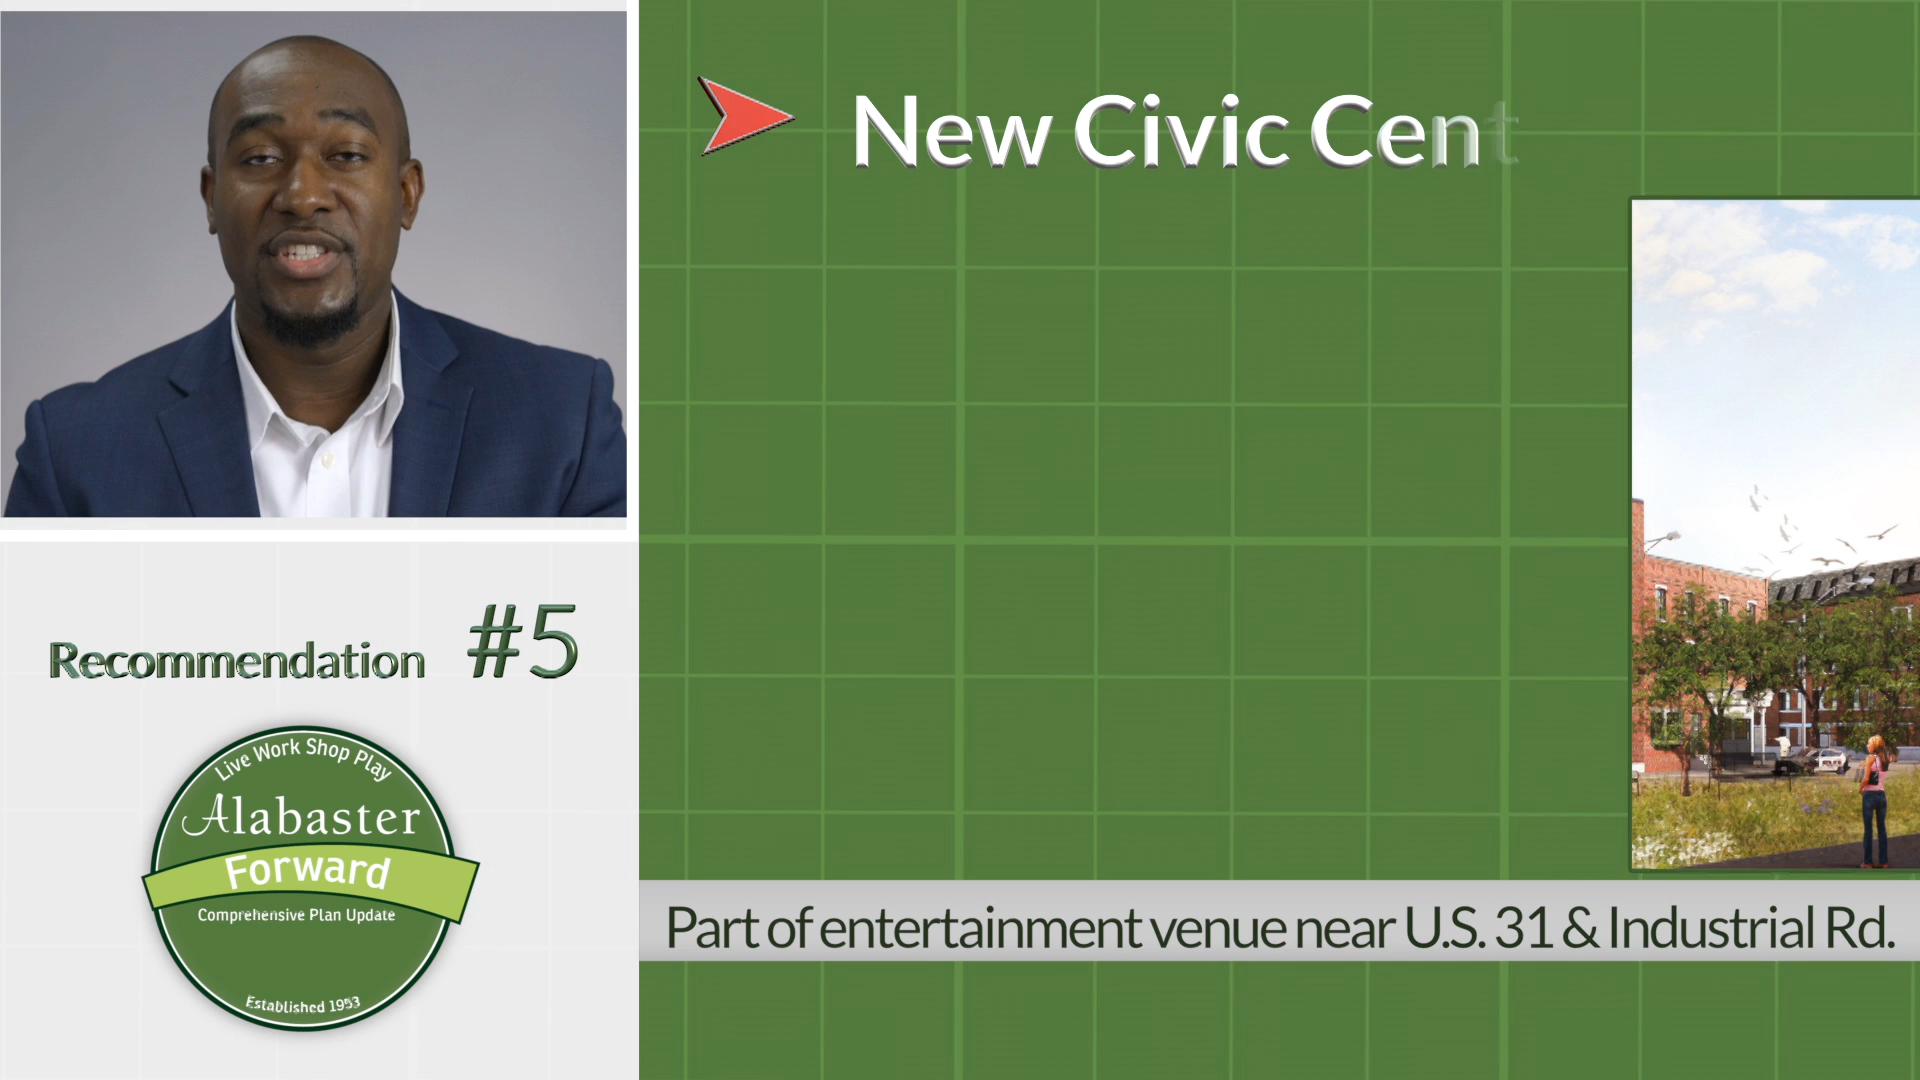 New Civic Cent
Recommendation #5
Live Work Shop Play
Alabaster
Forward
Comprehensive Plan Update
Established 1953
Part of entertainment venue near U.S. 31 & Industrial Rd.